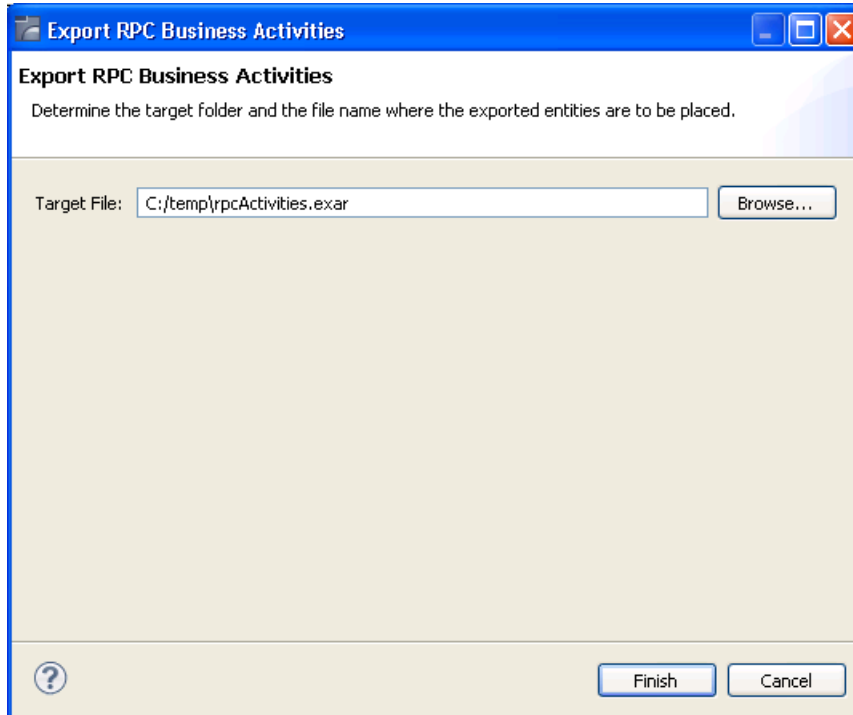 Export RPC Business Activities
Export RPC Business Activities
Determine the target folder and the file name where the exported entities are to be placed.
Target File: C:/temp\rpcActivities.exar Browse...
? Finish Cancel